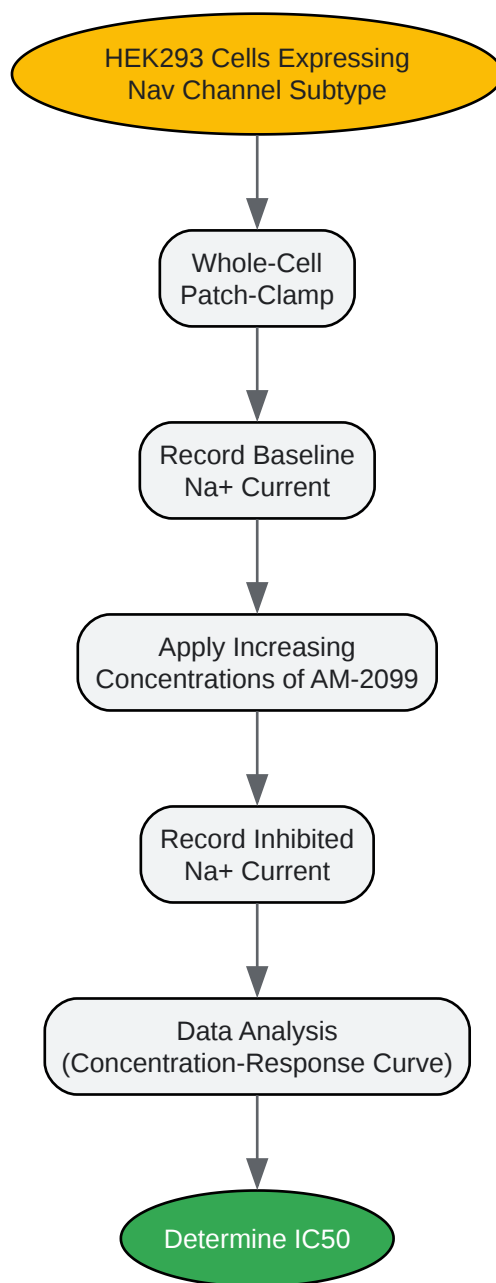 HEK293 Cells Expressing
Nav Channel Subtype
Whole-Cell
Patch-Clamp
Record Baseline
Na+ Current
Apply Increasing
Concentrations of AM-2099
Record Inhibited
Na+ Current
Data Analysis
(Concentration-Response Curve)
Determine IC50